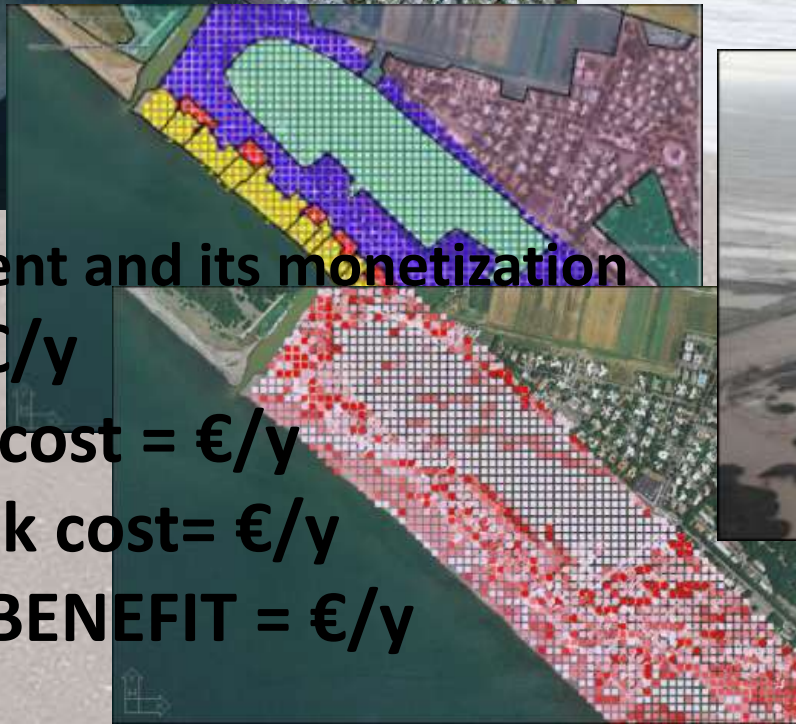 ent and its monetization
€/y
cost = €/y
k cost= €/y
BENEFIT = €/y